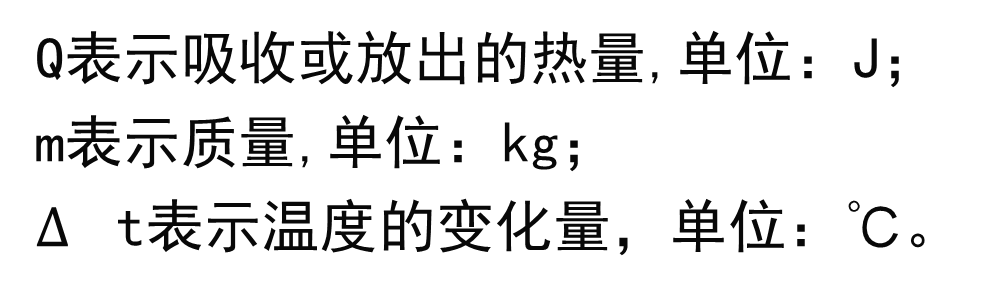 Q表示吸收或放出的热量,单位：J;
m表示质量,单位：kg;
Δ t表示温度的变化量，单位：℃。